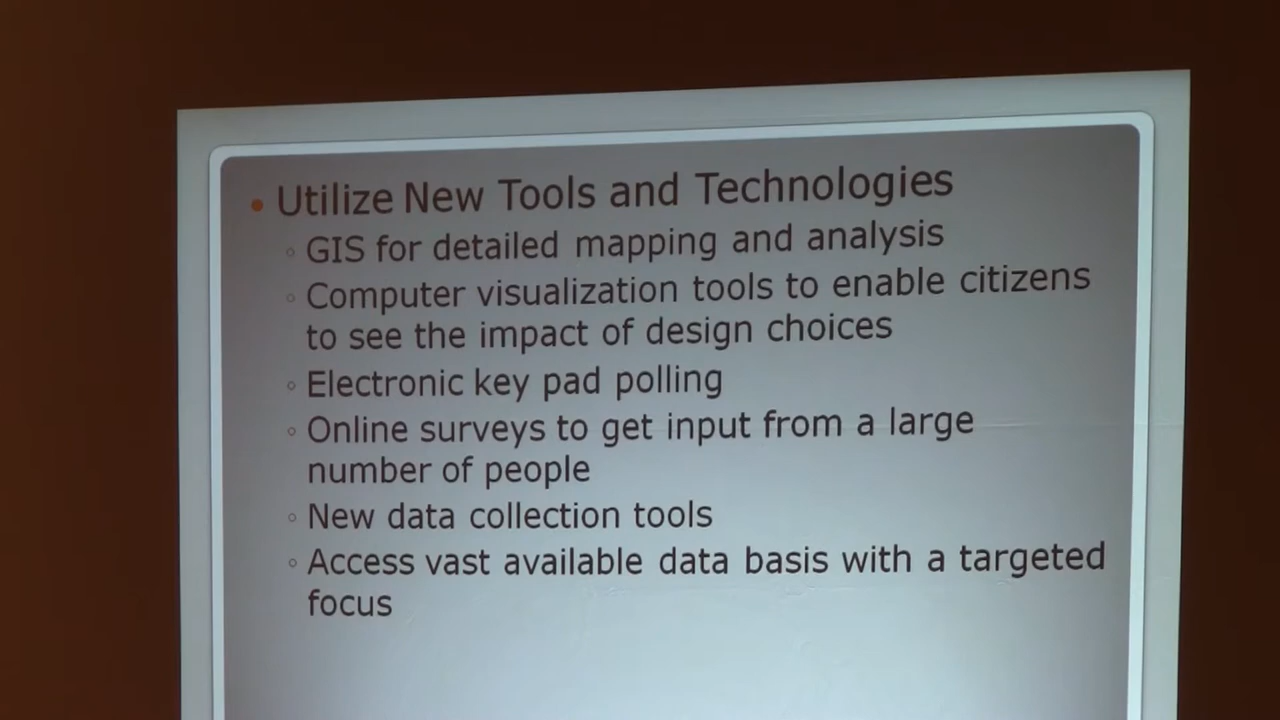 • Utilize New Tools and Technologies
◦ GIS for detailed mapping and analysis
◦ Computer visualization tools to enable citizens
to see the impact of design choices
◦ Electronic key pad polling
◦ Online surveys to get input from a large
number of people
◦ New data collection tools
◦ Access vast available data basis with a targeted
focus